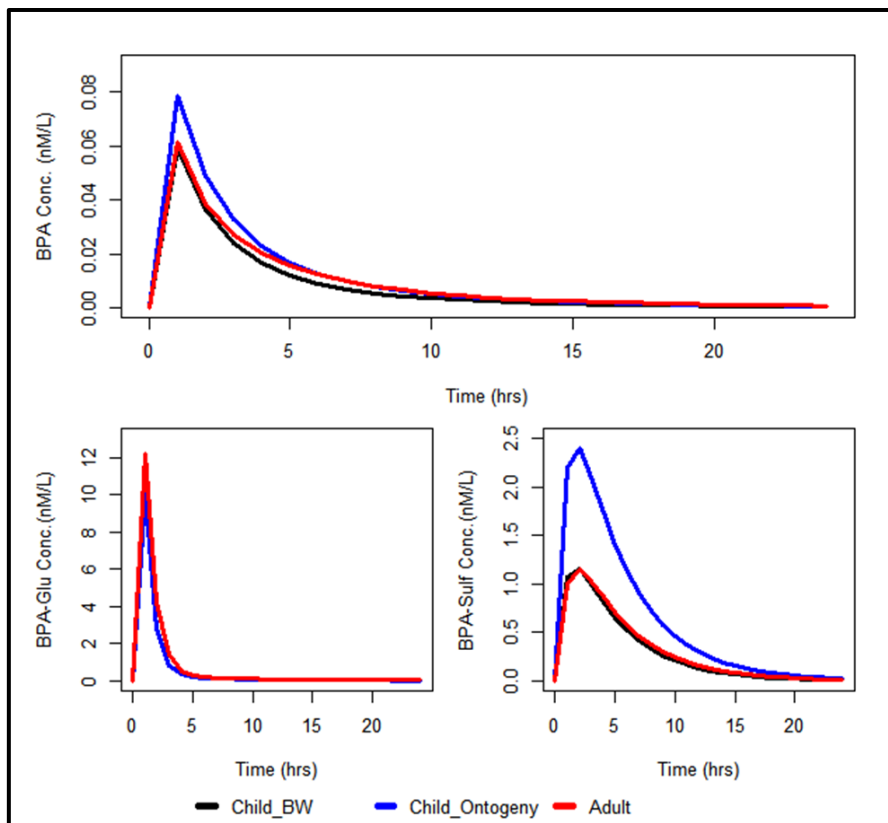 BPA Conc. (nM/L)
0.00 0.02 0.04 0.06 0.08
0 5 10 15 20
Time (hrs)
BPA-Glu Conc.(nM/L)
0 2 4 6 8 10 12
0 5 10 15 20
Time (hrs)
BPA-Sulf Conc.(nM/L)
0.0 0.5 1.0 1.5 2.0 2.5
0 5 10 15 20
Time (hrs)
Child_BW Child_Ontogeny Adult